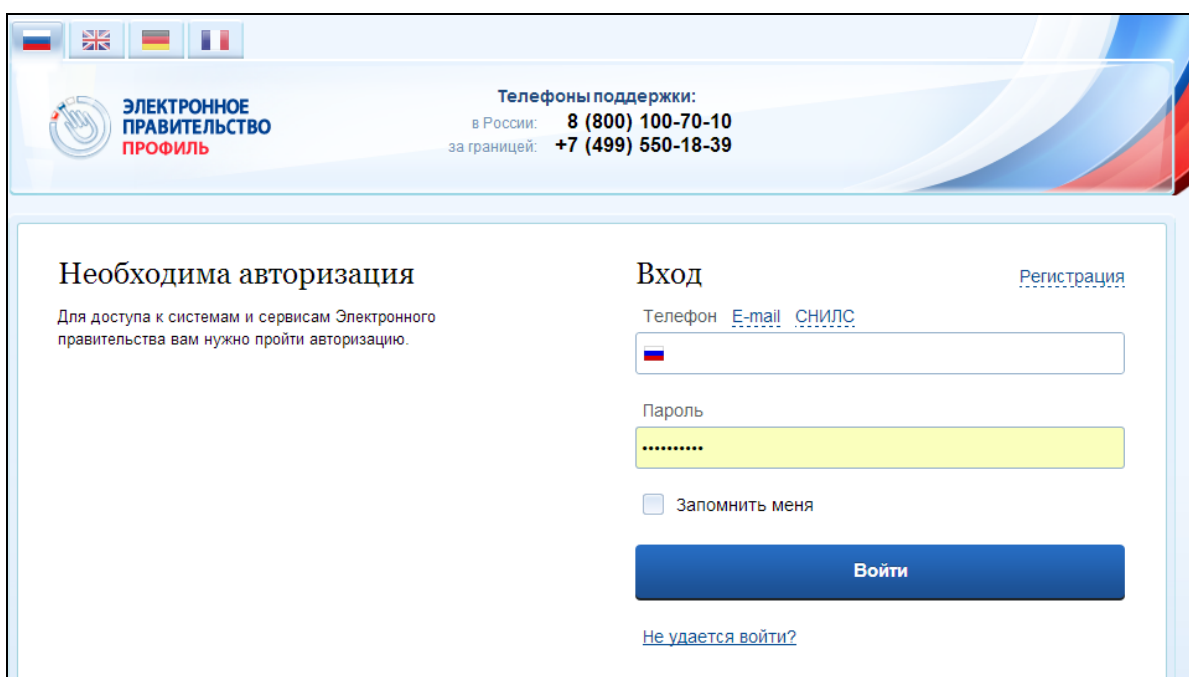 ЭЛЕКТРОННОЕ
ПРАВИТЕЛЬСТВО
ПРОФИЛЬ
Телефоны поддержки:
в России: 8 (800) 100-70-10
за границей: +7 (499) 550-18-39
Необходима авторизация
Для доступа к системам и сервисам Электронного
правительства вам нужно пройти авторизацию.
Вход
Регистрация
Телефон E-mail СНИЛС
Пароль
••••••••••
Запомнить меня
Войти
Не удается войти?